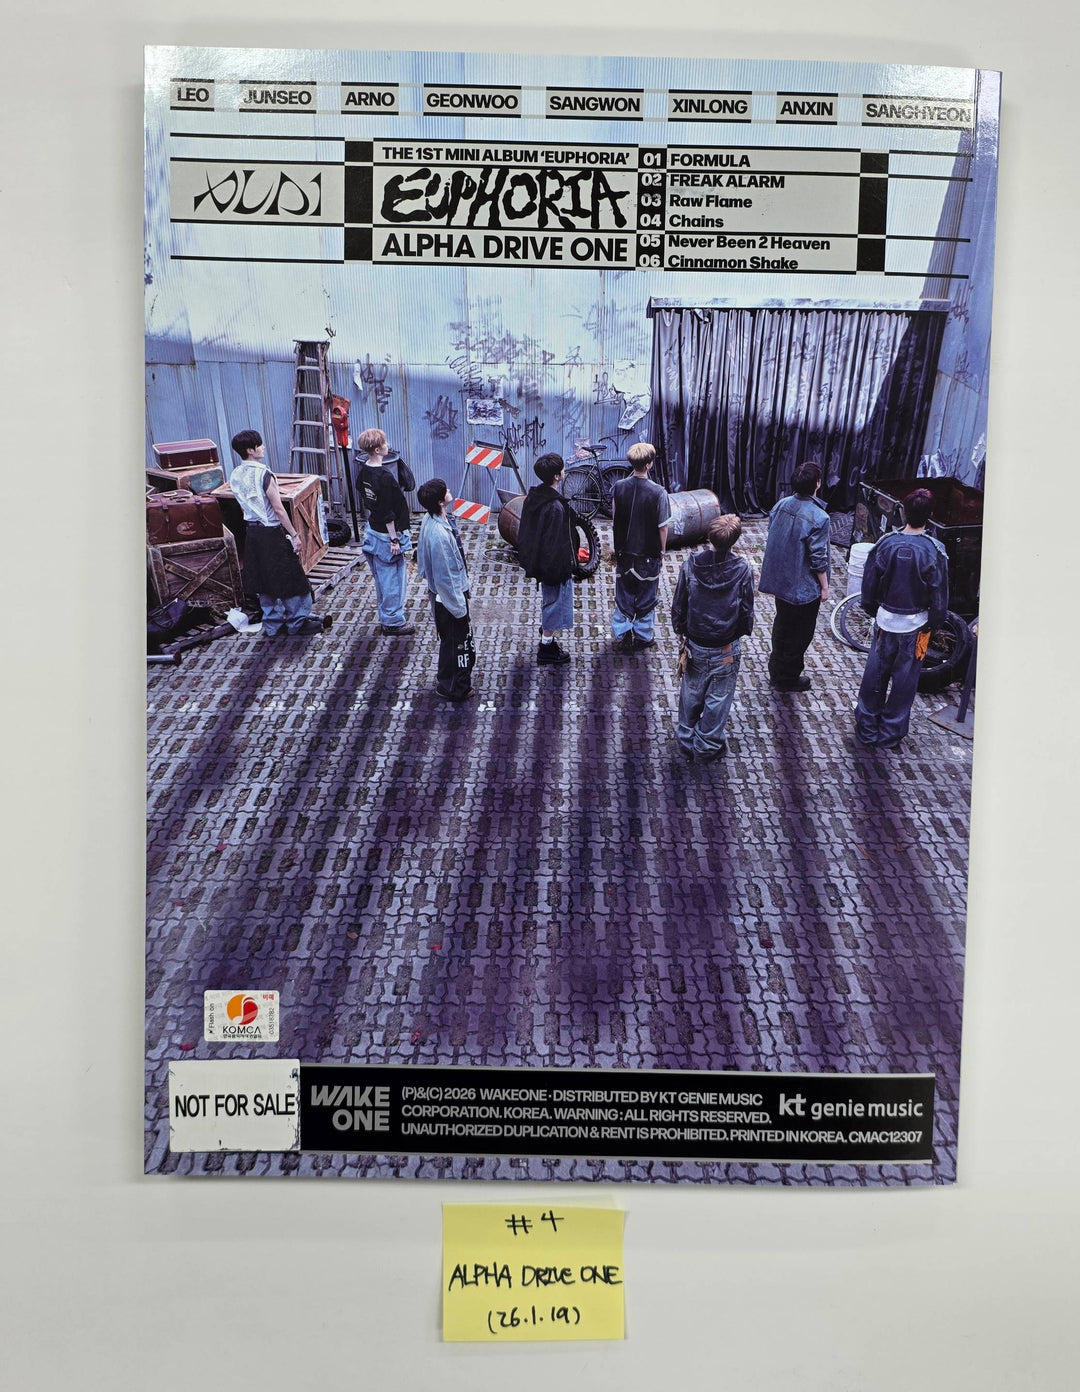 LEO JUNSEO ARNO GEONWOO SANGWON XINLONG ANXIN SANGHYEON
THE 1ST MINI ALBUM 'EUPHORIA'
EUPHORIA
ALPHA DRIVE ONE
01 FORMULA
02 FREAK ALARM
03 Raw Flame
04 Chains
05 Never Been 2 Heaven
06 Cinnamon Shake
비매
KOMCA
NOT FOR SALE
WAKE
ONE
(P)&(C) 2026 WAKEONE · DISTRIBUTED BY KT GENIE MUSIC
CORPORATION. KOREA. WARNING : ALL RIGHTS RESERVED.
UNAUTHORIZED DUPLICATION & RENT IS PROHIBITED. PRINTED IN KOREA. CMAC12307
kt genie music
#4
ALPHA DRIVE ONE
(26.1.19)